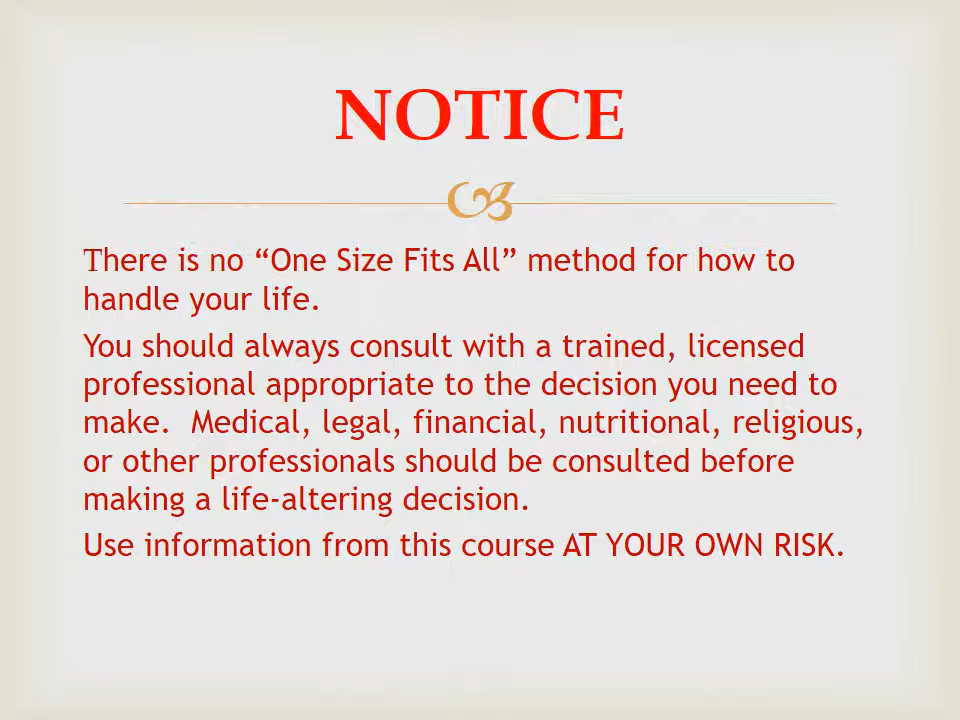 NOTICE
There is no “One Size Fits All” method for how to
handle your life.
You should always consult with a trained, licensed
professional appropriate to the decision you need to
make.  Medical, legal, financial, nutritional, religious,
or other professionals should be consulted before
making a life-altering decision.
Use information from this course AT YOUR OWN RISK.